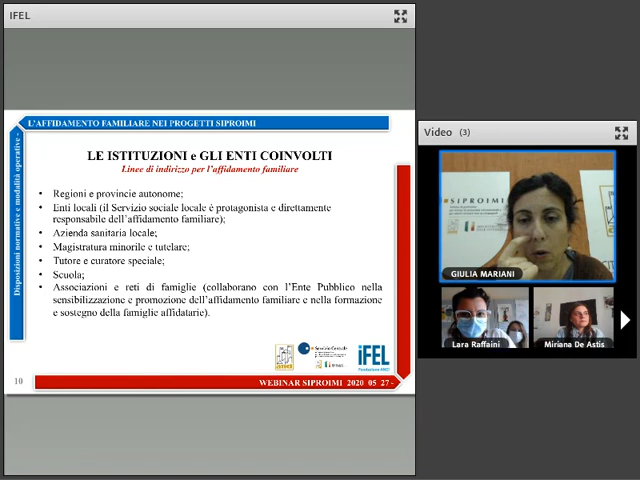 IFEL
L'AFFIDAMENTO FAMILIARE NEI PROGETTI SIPROIMI
Disposizioni normative e modalità operative -
LE ISTITUZIONI e GLI ENTI COINVOLTI
Linee di indirizzo per l'affidamento familiare
• Regioni e provincie autonome;
• Enti locali (il Servizio sociale locale è protagonista e direttamente
responsabile dell'affidamento familiare);
• Azienda sanitaria locale;
• Magistratura minorile e tutelare;
• Tutore e curatore speciale;
• Scuola;
• Associazioni e reti di famiglie (collaborano con l'Ente Pubblico nella
sensibilizzazione e promozione dell'affidamento familiare e nella formazione
e sostegno della famiglie affidatarie).
Servizio Centrale
iFEL
Fondazione ANCI
10
WEBINAR SIPROIMI 2020 05 27 -
Video (3)
SIPROIMI
GIULIA MARIANI
Lara Raffaini
Miriana De Astis